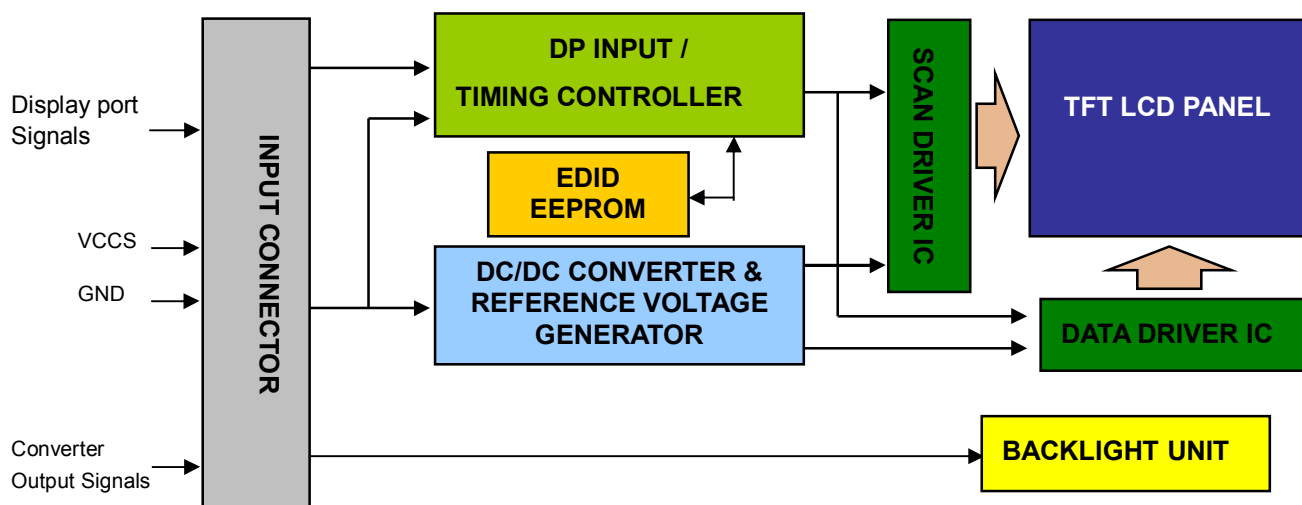 Display port
Signals
VCCS
GND
Converter
Output Signals
INPUT CONNECTOR
DP INPUT /
TIMING CONTROLLER
EDID
EEPROM
DC/DC CONVERTER &
REFERENCE VOLTAGE
GENERATOR
SCAN DRIVER IC
TFT LCD PANEL
DATA DRIVER IC
BACKLIGHT UNIT